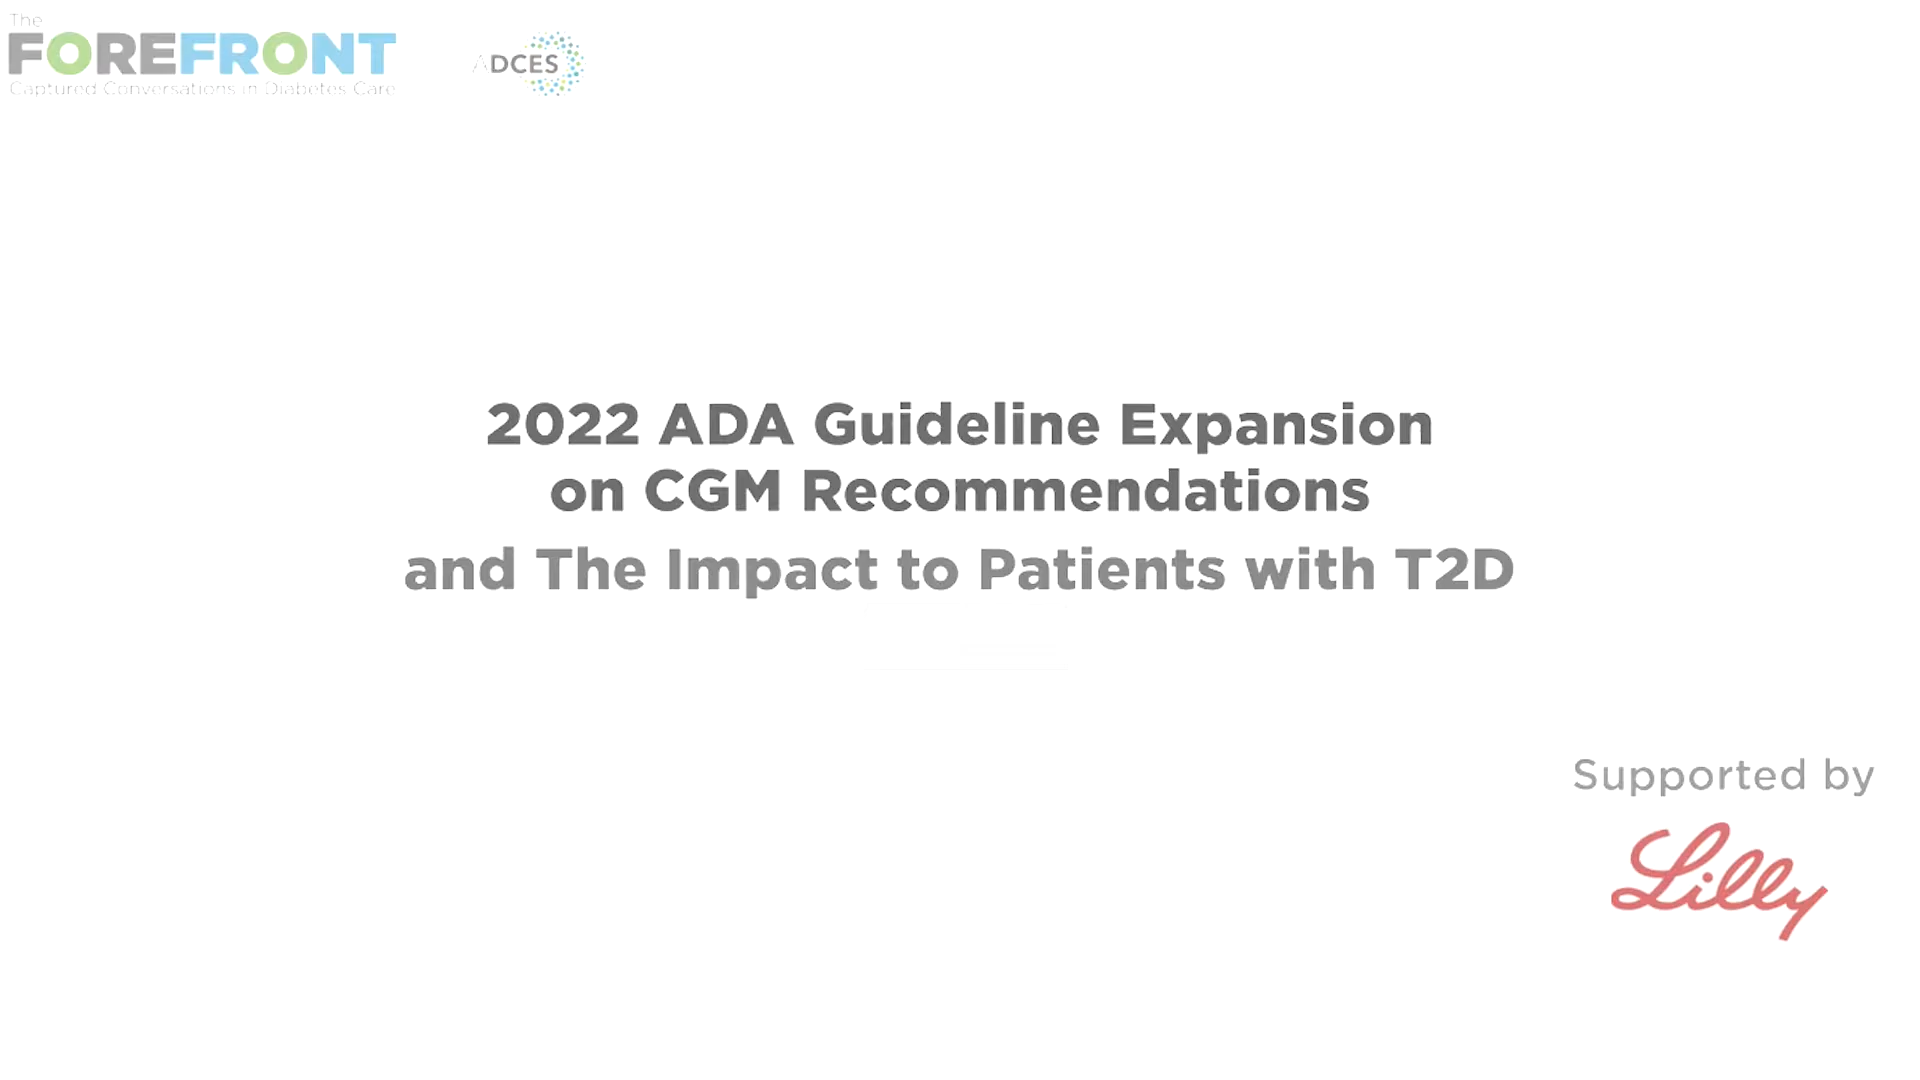 The
FOREFRONT
Captured Conversations in Diabetes Care
ADCES
2022 ADA Guideline Expansion
on CGM Recommendations
and The Impact to Patients with T2D
Supported by
Lilly